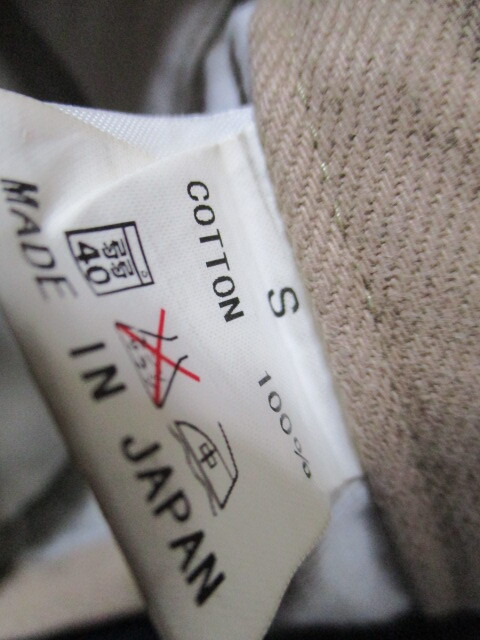 S
COTTON 100%
弱
40
中
MADE IN JAPAN